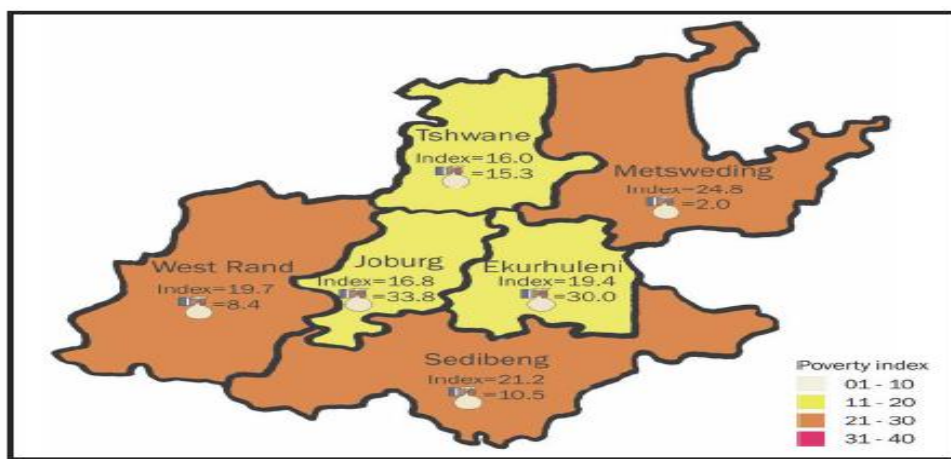 Tshwane
Index=16.0
=15.3
Metsweding
Index=24.8
=2.0
West Rand
Index=19.7
=8.4
Joburg
Index=16.8
=33.8
Ekurhuleni
Index=19.4
=30.0
Sedibeng
Index=21.2
=10.5
Poverty index
01 - 10
11 - 20
21 - 30
31 - 40